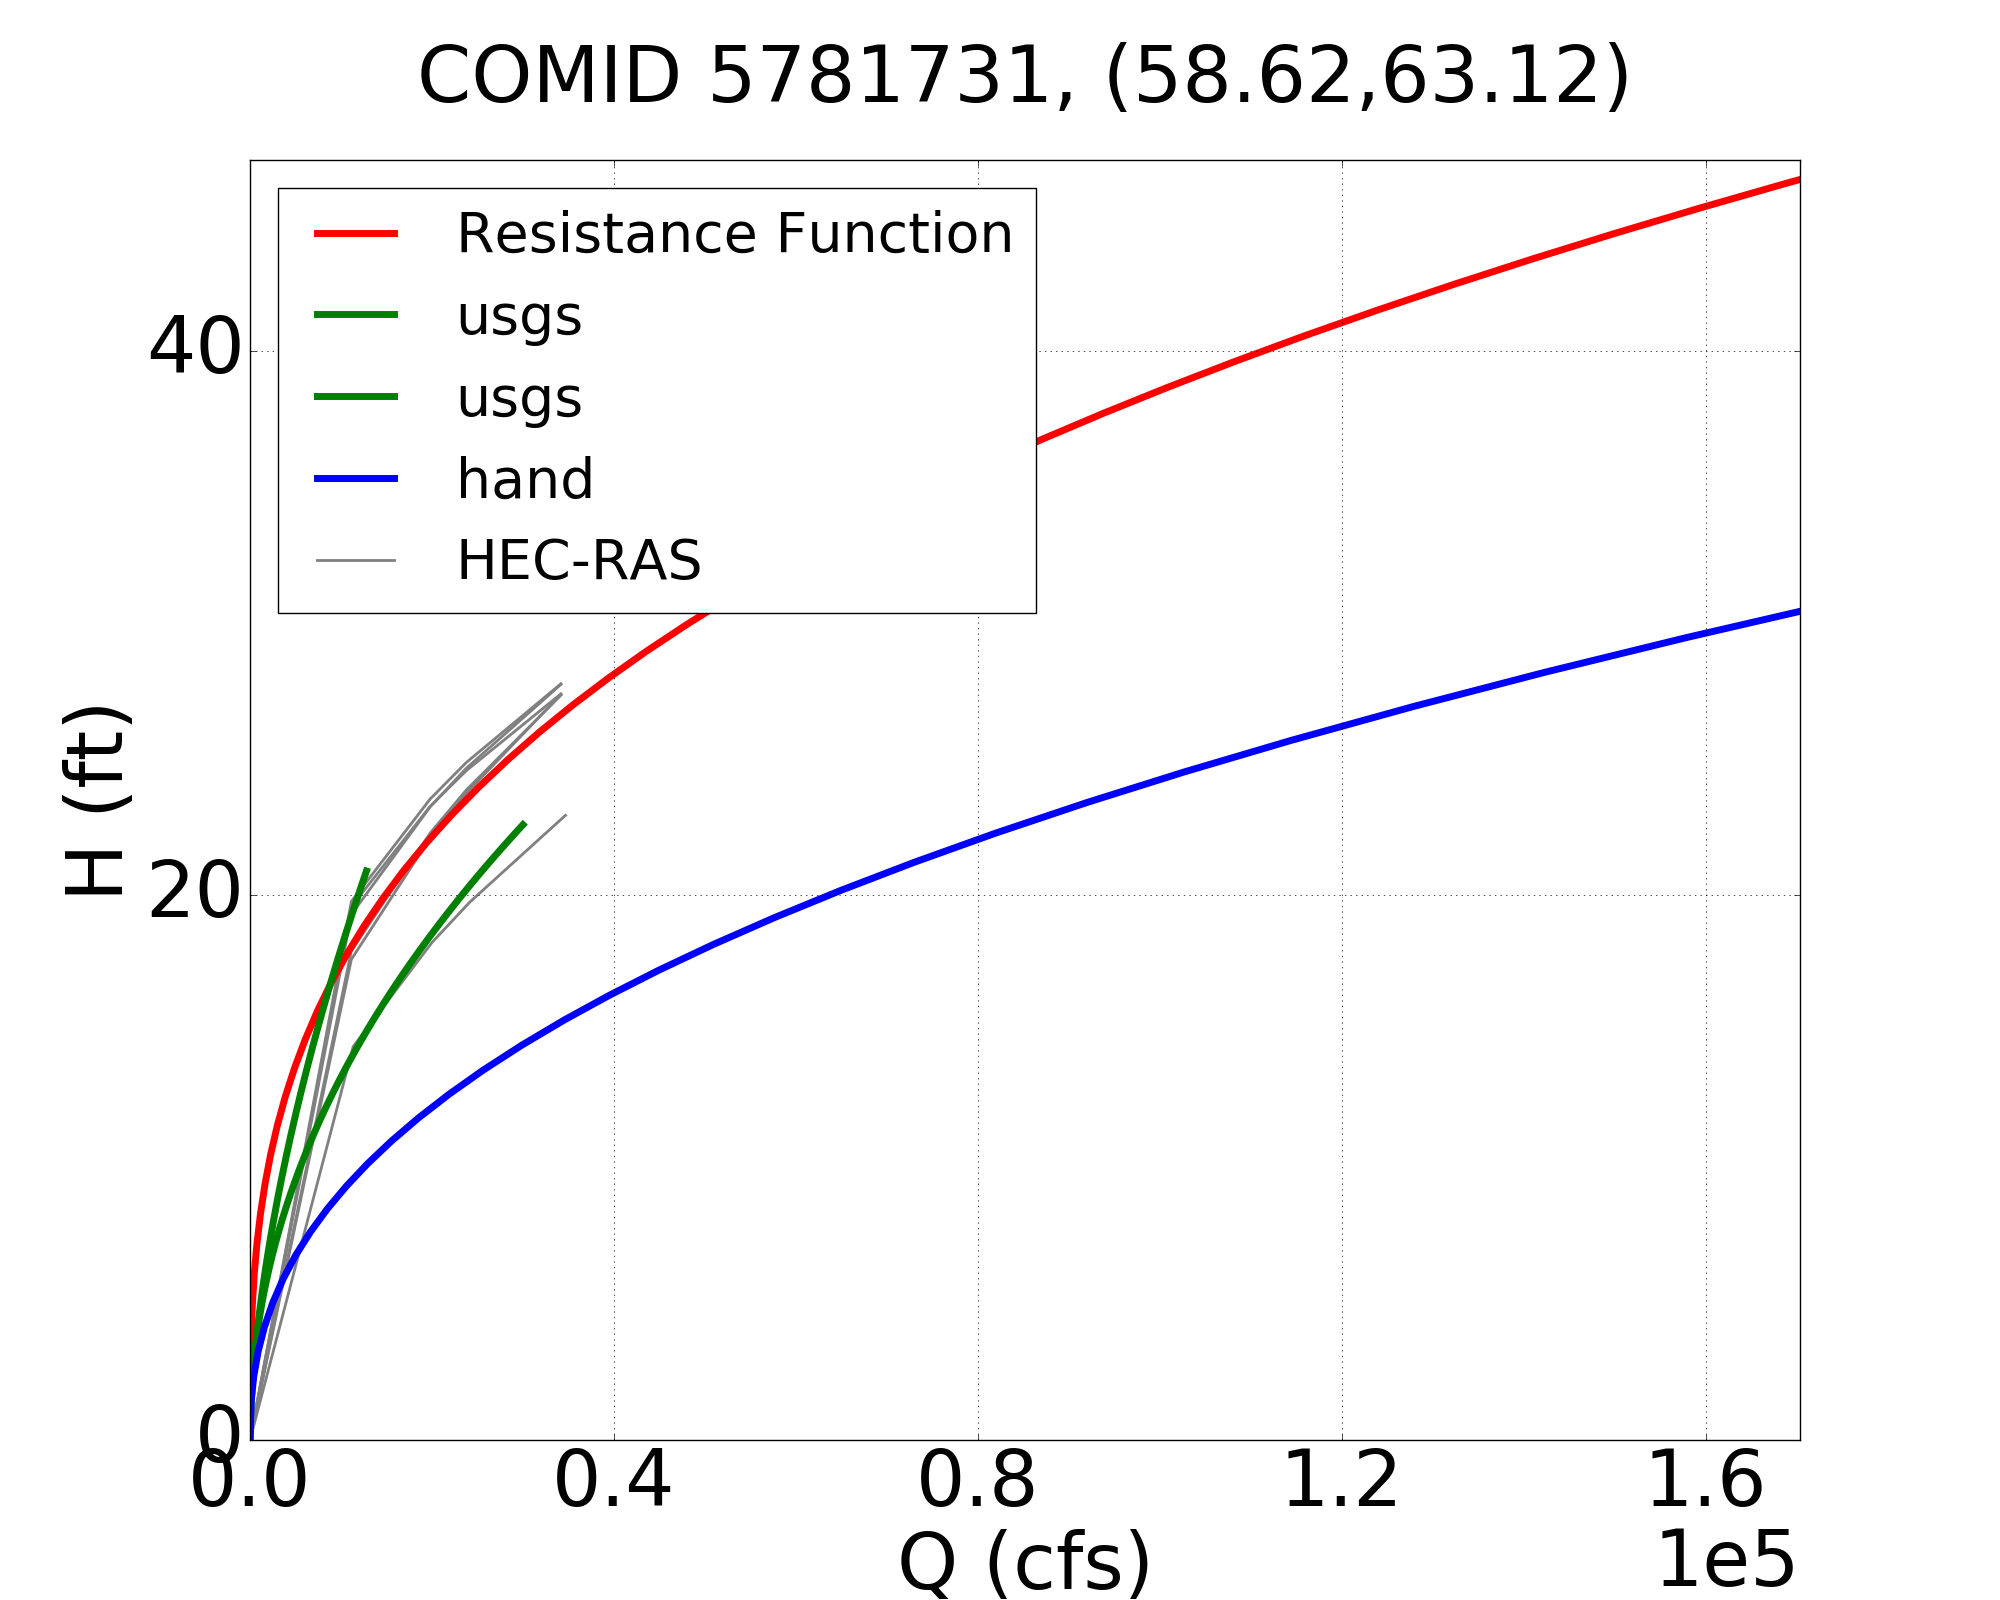 COMID 5781731, (58.62,63.12)
Resistance Function
usgs
usgs
hand
HEC-RAS
H (ft)
40
20
0
0.0 0.4 0.8 1.2 1.6
1e5
Q (cfs)